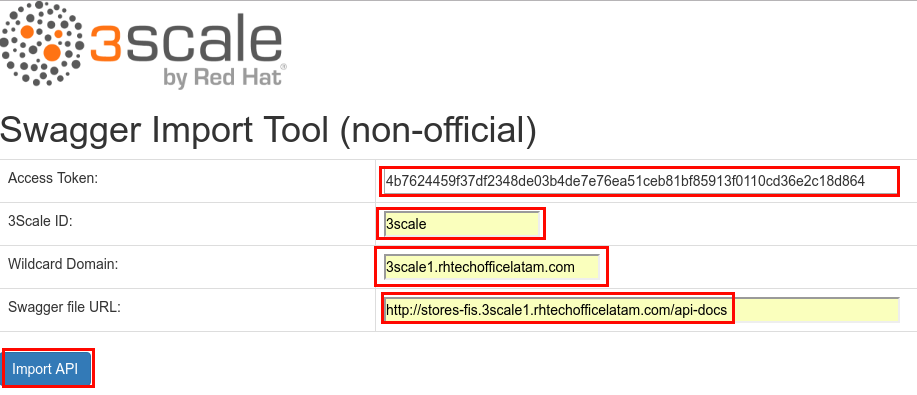 3scale
by Red Hat®
Swagger Import Tool (non-official)
Access Token: 4b7624459f37df2348de03b4de7e76ea51ceb81bf85913f0110cd36e2c18d864
3Scale ID: 3scale
Wildcard Domain: 3scale1.rhtechofficelatam.com
Swagger file URL: http://stores-fis.3scale1.rhtechofficelatam.com/api-docs
Import API